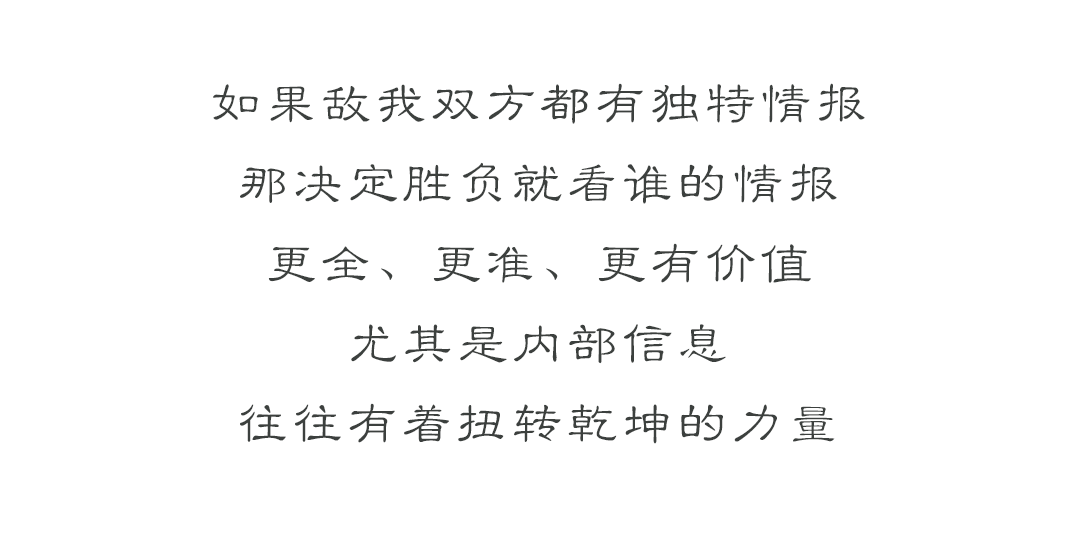 如果敌我双方都有独特情报
那决定胜负就看谁的情报
更全、更准、更有价值
尤其是内部信息
往往有着扭转乾坤的力量